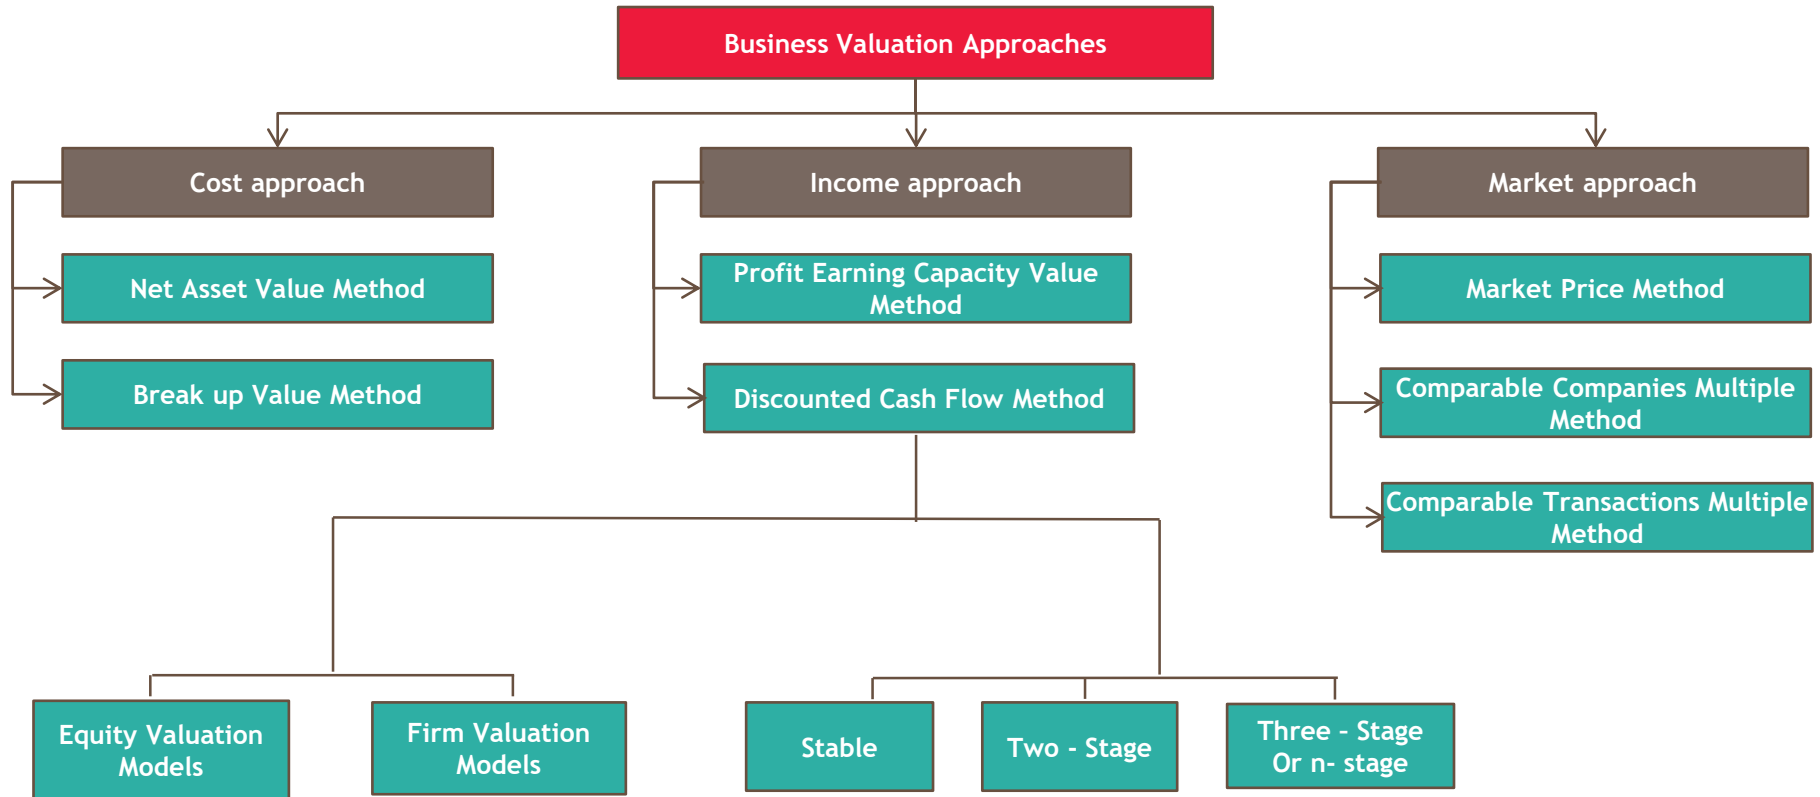 Business Valuation Approaches
Cost approach
Income approach
Market approach
Net Asset Value Method
Profit Earning Capacity Value
Method
Market Price Method
Break up Value Method
Discounted Cash Flow Method
Comparable Companies Multiple
Method
Comparable Transactions Multiple
Method
Equity Valuation
Models
Firm Valuation
Models
Stable
Two - Stage
Three – Stage
Or n- stage